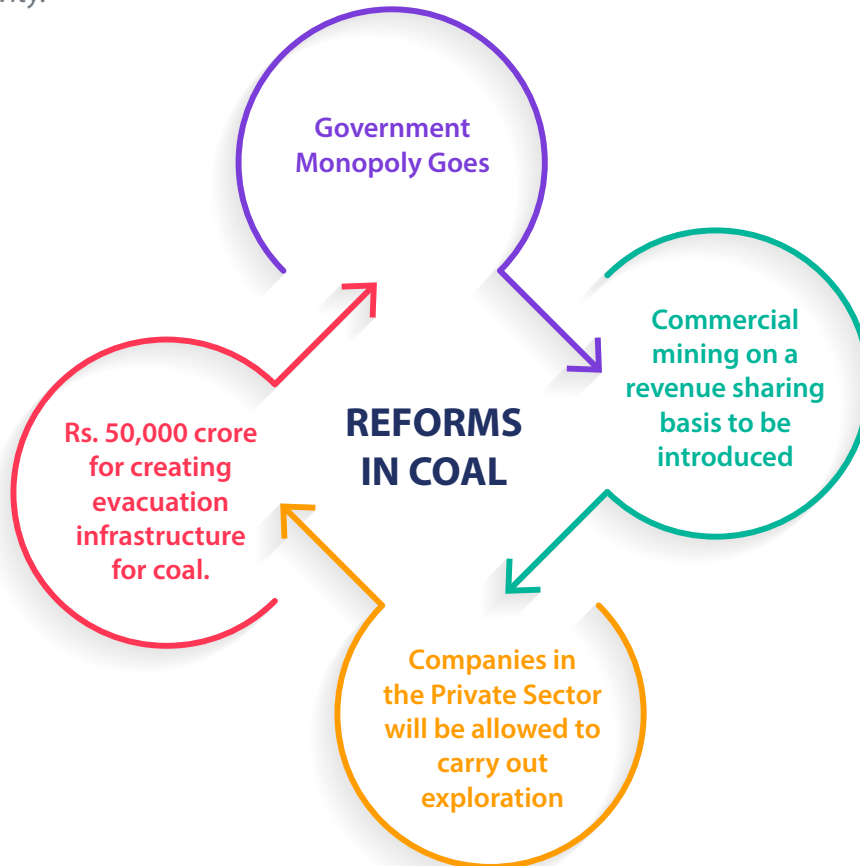 Government
Monopoly Goes
Commercial
mining on a
revenue sharing
basis to be
introduced
REFORMS
IN COAL
Rs. 50,000 crore
for creating
evacuation
infrastructure
for coal.
Companies in
the Private Sector
will be allowed to
carry out
exploration